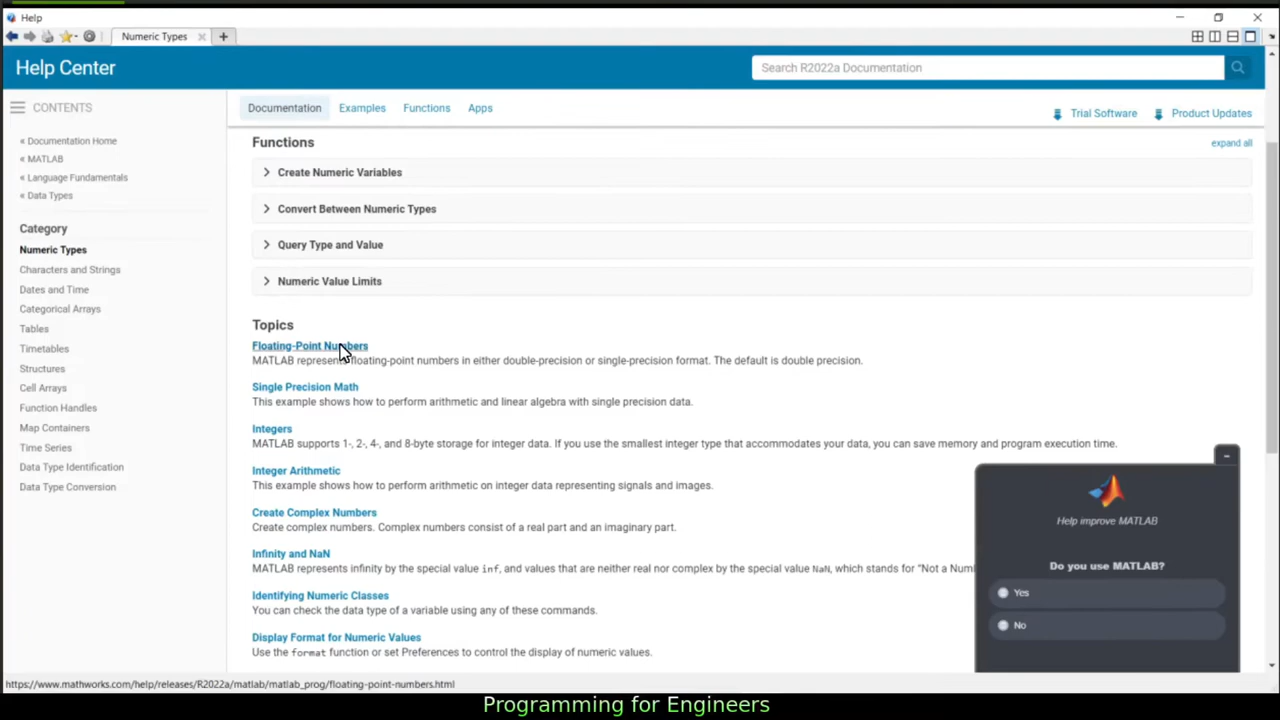 Help
Numeric Types
Help Center
Search R2022a Documentation
CONTENTS
Documentation Examples Functions Apps
Trial Software Product Updates
« Documentation Home
« MATLAB
« Language Fundamentals
« Data Types
Category
Numeric Types
Characters and Strings
Dates and Time
Categorical Arrays
Tables
Timetables
Structures
Cell Arrays
Function Handles
Map Containers
Time Series
Data Type Identification
Data Type Conversion
Functions
expand all
Create Numeric Variables
Convert Between Numeric Types
Query Type and Value
Numeric Value Limits
Topics
Floating-Point Numbers
MATLAB represents floating-point numbers in either double-precision or single-precision format. The default is double precision.
Single Precision Math
This example shows how to perform arithmetic and linear algebra with single precision data.
Integers
MATLAB supports 1-, 2-, 4-, and 8-byte storage for integer data. If you use the smallest integer type that accommodates your data, you can save memory and program execution time.
Integer Arithmetic
This example shows how to perform arithmetic on integer data representing signals and images.
Create Complex Numbers
Create complex numbers. Complex numbers consist of a real part and an imaginary part.
Infinity and NaN
MATLAB represents infinity by the special value inf, and values that are neither real nor complex by the special value NaN, which stands for “Not a Num
Identifying Numeric Classes
You can check the data type of a variable using any of these commands.
Display Format for Numeric Values
Use the format function or set Preferences to control the display of numeric values.
Help improve MATLAB
Do you use MATLAB?
Yes
No
https://www.mathworks.com/help/releases/R2022a/matlab/matlab_prog/floating-point-numbers.html
Programming for Engineers